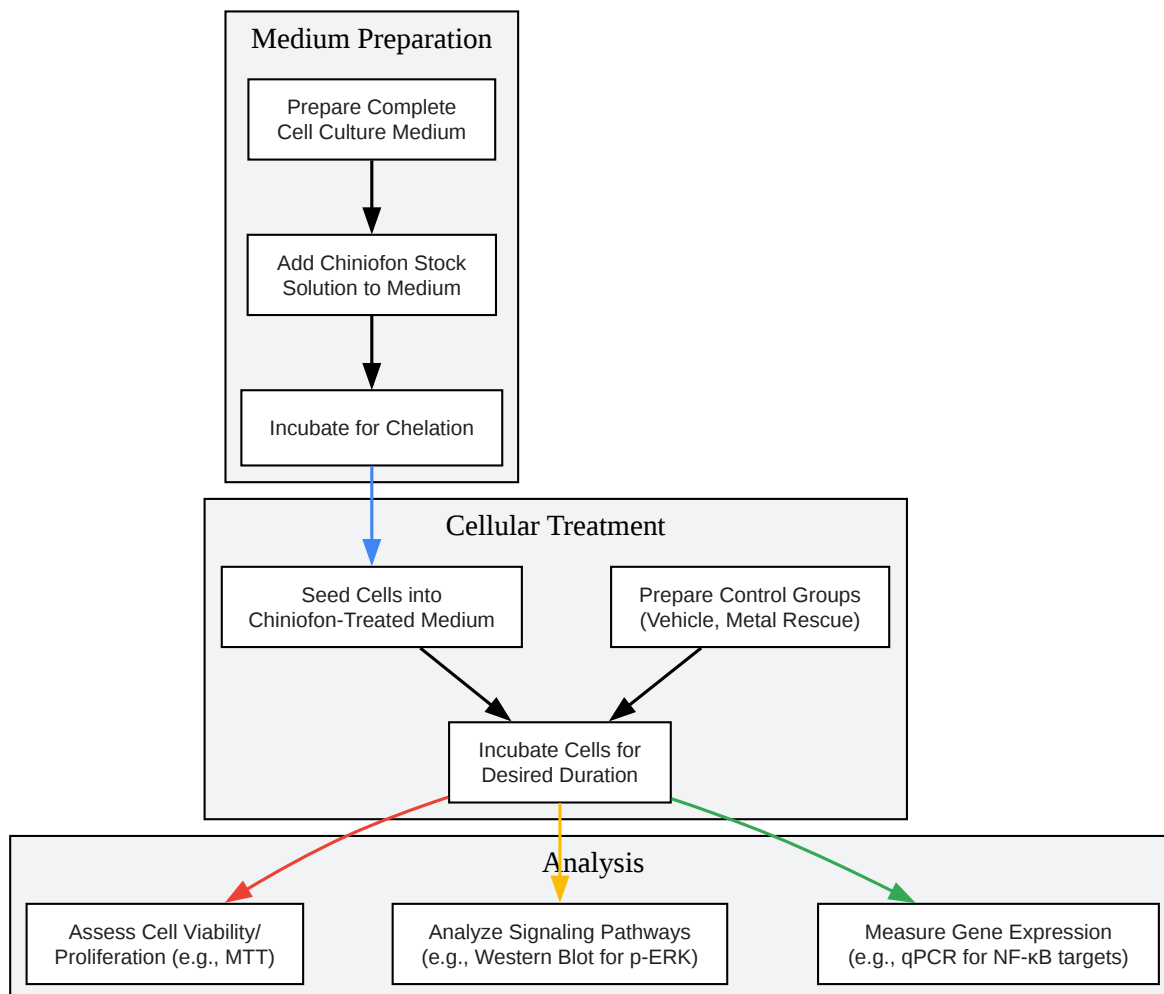 Medium Preparation
Prepare Complete
Cell Culture Medium
Add Chiniofon Stock
Solution to Medium
Incubate for Chelation
Cellular Treatment
Seed Cells into
Chiniofon-Treated Medium
Prepare Control Groups
(Vehicle, Metal Rescue)
Incubate Cells for
Desired Duration
Analysis
Assess Cell Viability/
Proliferation (e.g., MTT)
Analyze Signaling Pathways
(e.g., Western Blot for p-ERK)
Measure Gene Expression
(e.g., qPCR for NF-κB targets)